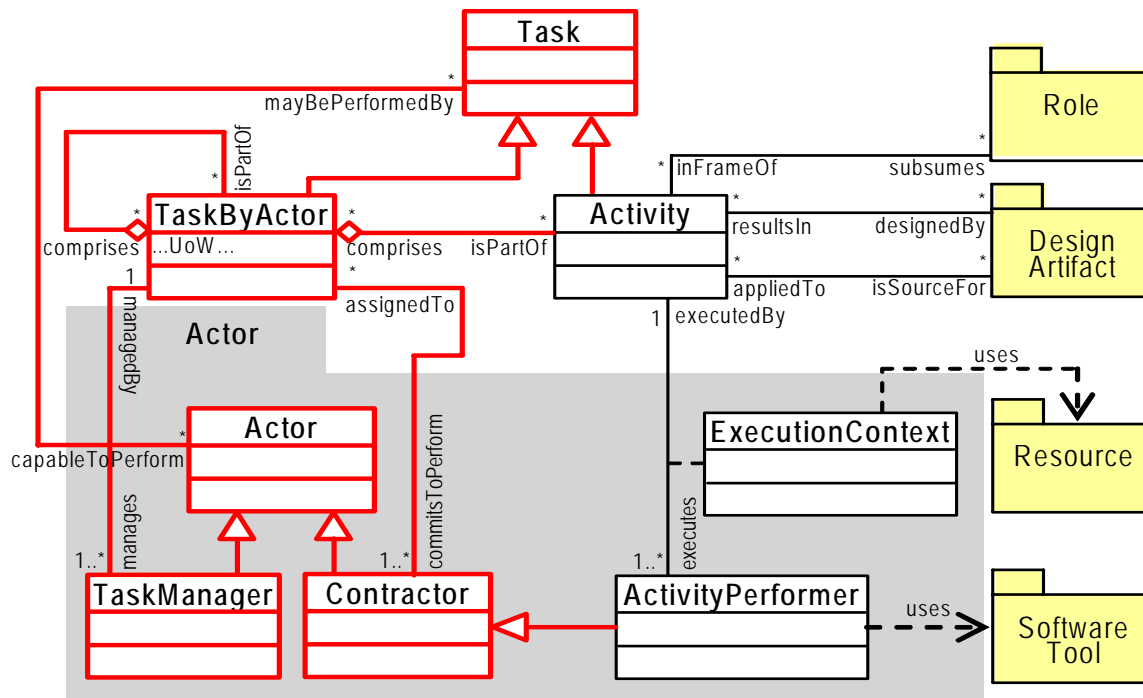 Task
*
mayBePerformedBy
Role
*
inFrameOf
*
subsumes
isPartOf
*
*
TaskByActor
...UoW...
comprises
*
comprises
*
isPartOf
Activity
*
resultsIn
*
designedBy
*
appliedTo
*
isSourceFor
Design
Artifact
1
managedBy
*
assignedTo
1
executedBy
Actor
uses
Actor
*
capableToPerform
ExecutionContext
Resource
manages
1..*
commitsToPerform
1..*
executes
1..*
TaskManager
Contractor
ActivityPerformer
uses
Software
Tool